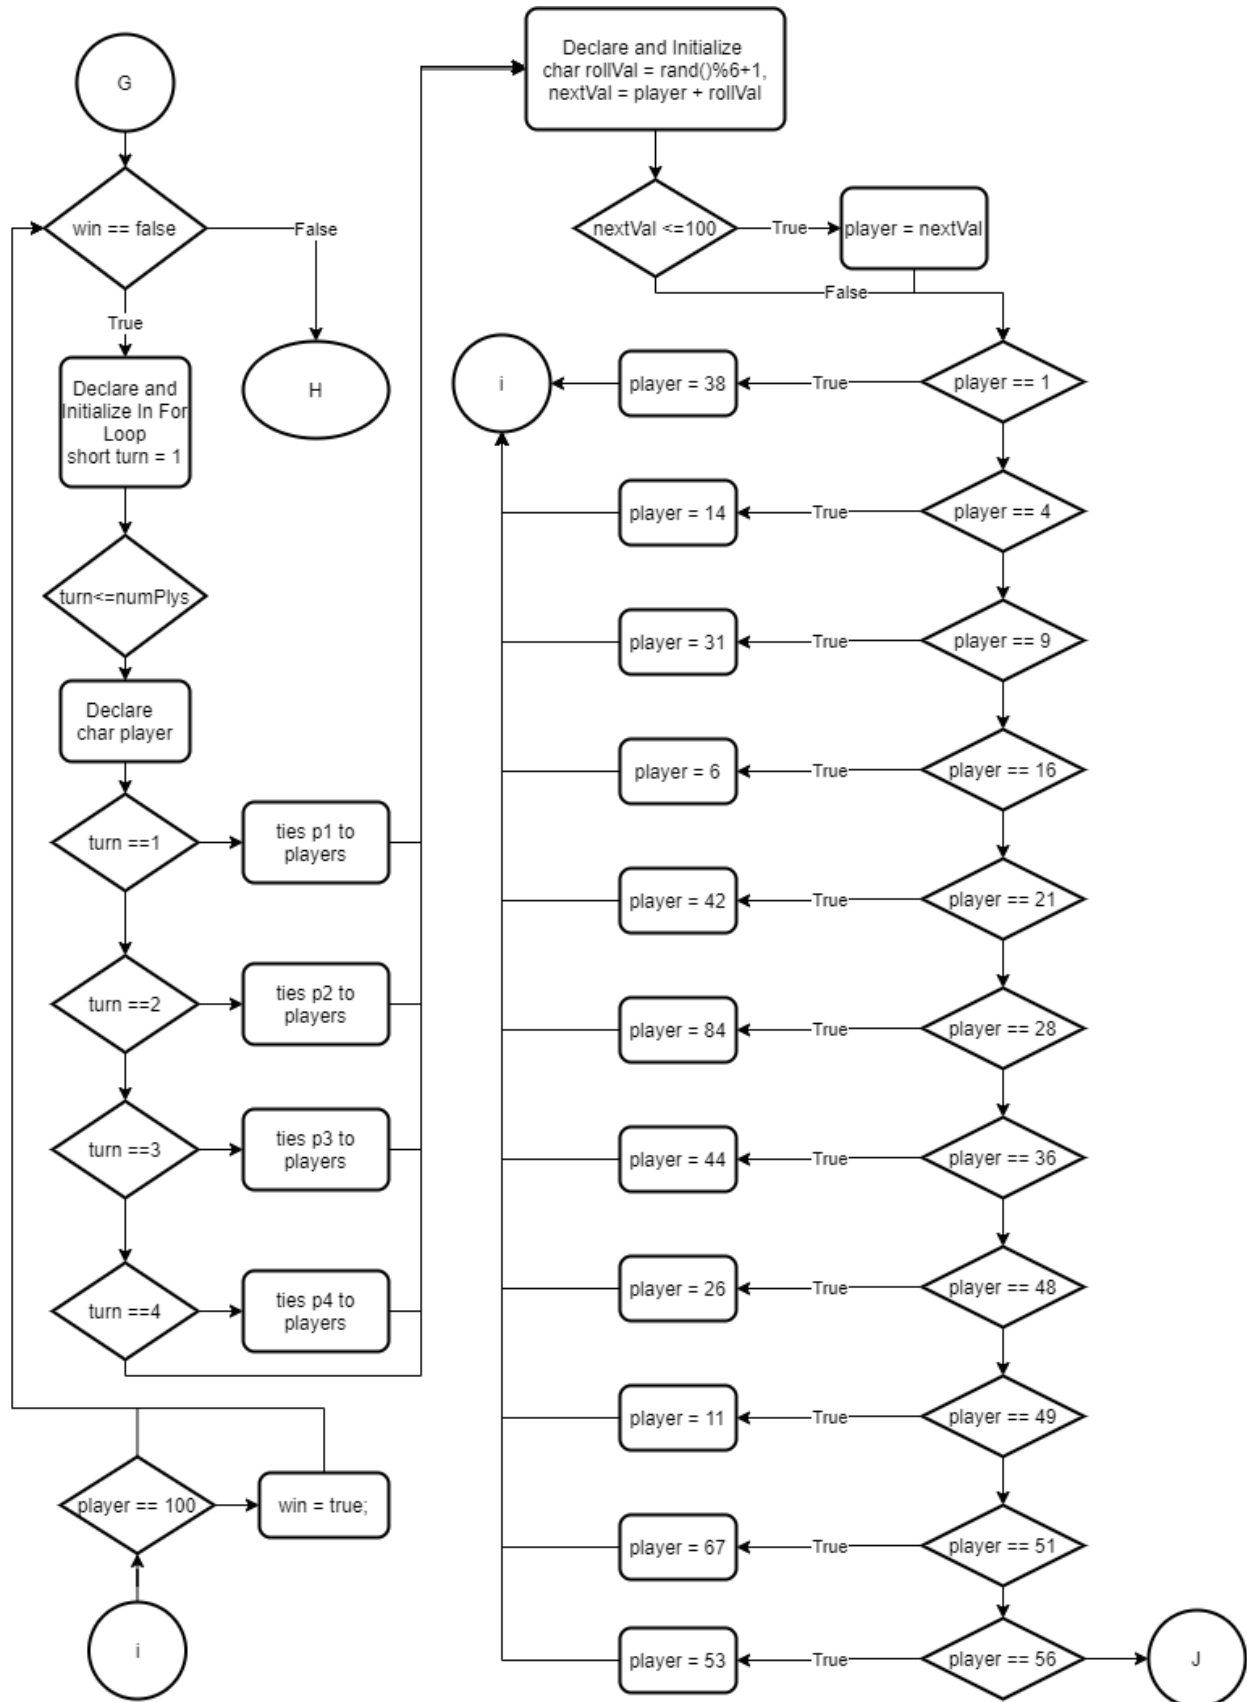 G
win == false
False
True
Declare and
Initialize In For
Loop
short turn = 1
H
turn<=numPlys
Declare
char player
turn ==1
ties p1 to
players
turn ==2
ties p2 to
players
turn ==3
ties p3 to
players
turn ==4
ties p4 to
players
player == 100
win = true;
i
Declare and Initialize
char rollVal = rand()%6+1,
nextVal = player + rollVal
nextVal <=100
True
player = nextVal
False
i
player = 38
True
player == 1
player = 14
True
player == 4
player = 31
True
player == 9
player = 6
True
player == 16
player = 42
True
player == 21
player = 84
True
player == 28
player = 44
True
player == 36
player = 26
True
player == 48
player = 11
True
player == 49
player = 67
True
player == 51
player = 53
True
player == 56
J